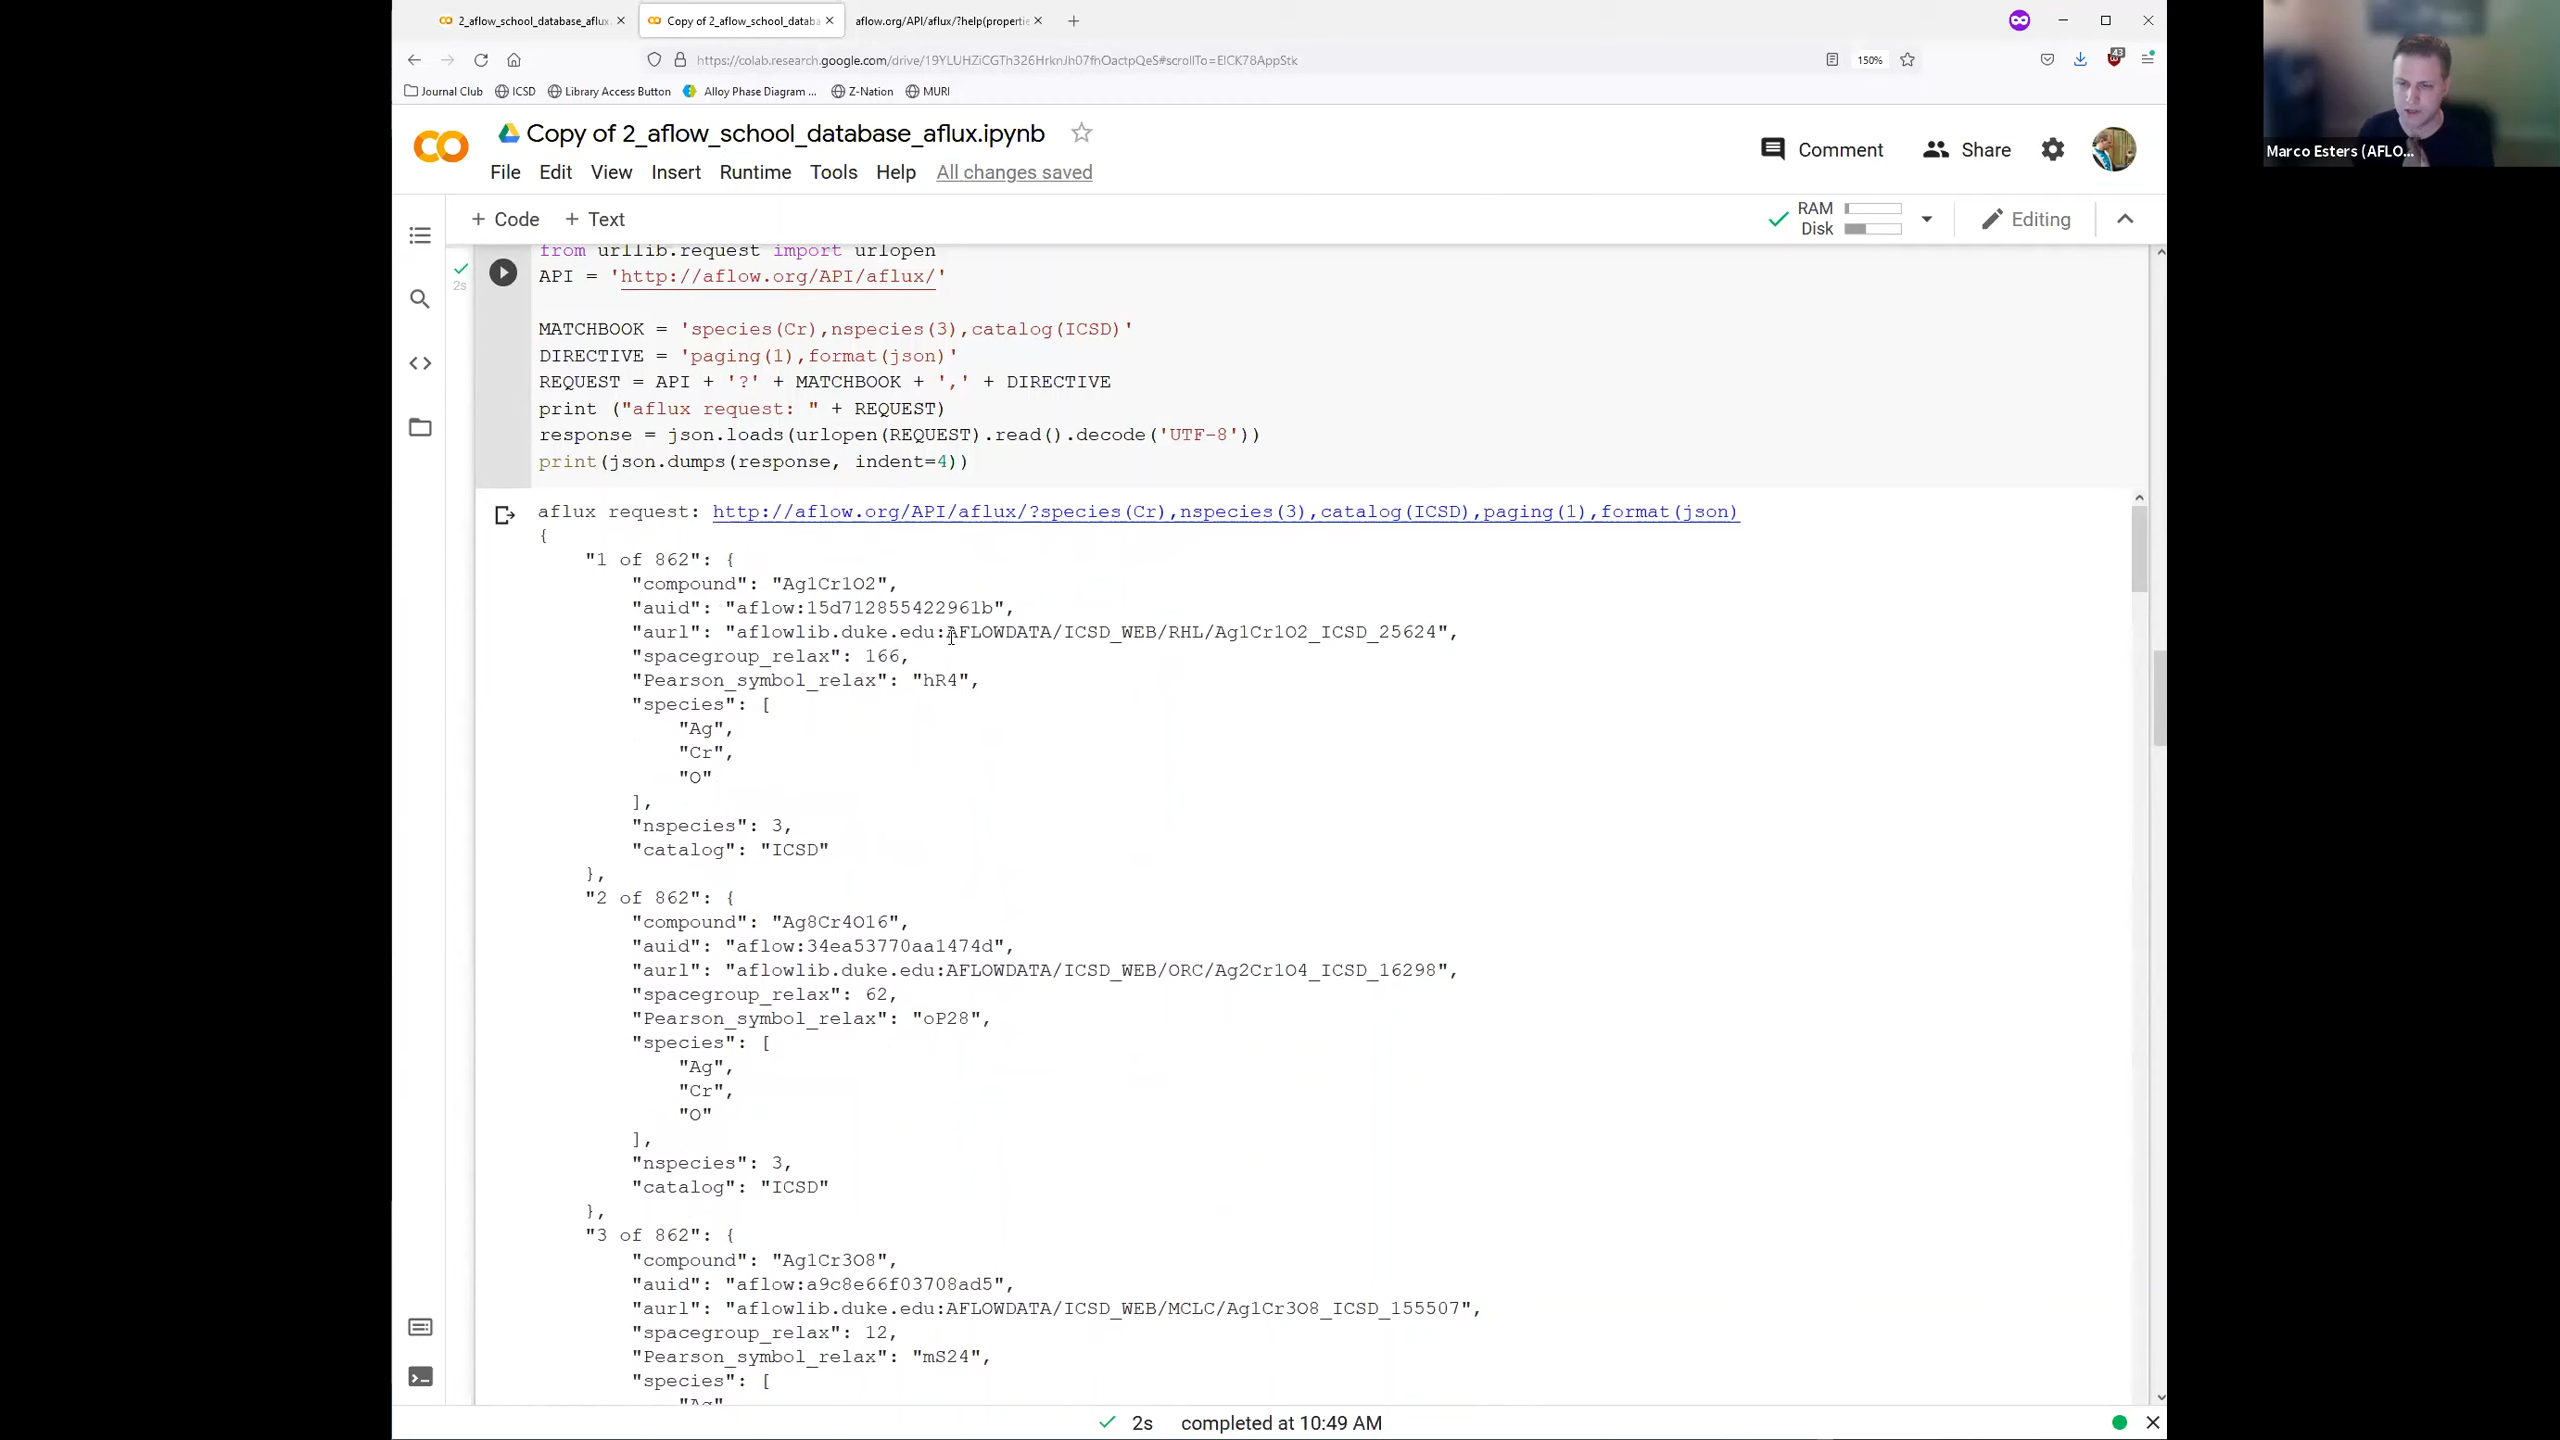 2_aflow_school_database_aflux.
Copy of 2_aflow_school_databa
aflow.org/API/aflux/?help(properti
https://colab.research.google.com/drive/19YLUHZiCGTh326HrknJh07fhOactpQeS#scrollTo=ElCK78AppStk
150%
43
Journal Club
ICSD
Library Access Button
Alloy Phase Diagram ...
Z-Nation
MURI
Copy of 2_aflow_school_database_aflux.ipynb
Comment
Share
File Edit View Insert Runtime Tools Help All changes saved
+ Code + Text
RAM
Disk
Editing
2s
from urllib.request import urlopen
API = 'http://aflow.org/API/aflux/'
MATCHBOOK = 'species(Cr),nspecies(3),catalog(ICSD)'
DIRECTIVE = 'paging(1),format(json)'
REQUEST = API + '?' + MATCHBOOK + ',' + DIRECTIVE
print ("aflux request: " + REQUEST)
response = json.loads(urlopen(REQUEST).read().decode('UTF-8'))
print(json.dumps(response, indent=4))
aflux request: http://aflow.org/API/aflux/?species(Cr),nspecies(3),catalog(ICSD),paging(1),format(json)
{
"1 of 862": {
"compound": "Ag1Cr1O2",
"auid": "aflow:15d712855422961b",
"aurl": "aflowlib.duke.edu:AFLOWDATA/ICSD_WEB/RHL/Ag1Cr1O2_ICSD_25624",
"spacegroup_relax": 166,
"Pearson_symbol_relax": "hR4",
"species": [
"Ag",
"Cr",
"O"
],
"nspecies": 3,
"catalog": "ICSD"
},
"2 of 862": {
"compound": "Ag8Cr4O16",
"auid": "aflow:34ea53770aa1474d",
"aurl": "aflowlib.duke.edu:AFLOWDATA/ICSD_WEB/ORC/Ag2Cr1O4_ICSD_16298",
"spacegroup_relax": 62,
"Pearson_symbol_relax": "oP28",
"species": [
"Ag",
"Cr",
"O"
],
"nspecies": 3,
"catalog": "ICSD"
},
"3 of 862": {
"compound": "Ag1Cr3O8",
"auid": "aflow:a9c8e66f03708ad5",
"aurl": "aflowlib.duke.edu:AFLOWDATA/ICSD_WEB/MCLC/Ag1Cr3O8_ICSD_155507",
"spacegroup_relax": 12,
"Pearson_symbol_relax": "mS24",
"species": [
"Ag"
2s completed at 10:49 AM
Marco Esters (AFLO...